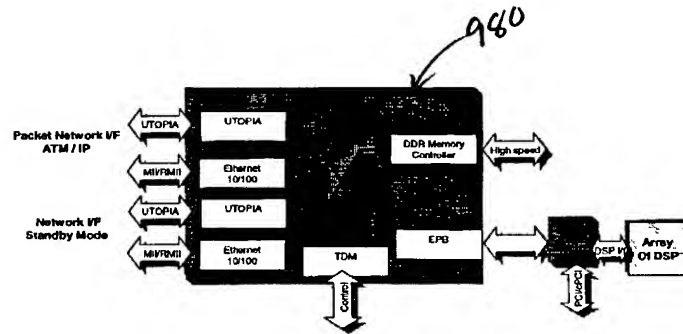 980
Packet Network I/F
ATM / IP
UTOPIA
UTOPIA
MII/RMII
Ethernet
10/100
Network I/F
Standby Mode
UTOPIA
UTOPIA
MII/RMII
Ethernet
10/100
DDR Memory
Controller
High speed
EPB
TDM
Control
DSP I/F
Array
Of DSP
PCI/cPCI